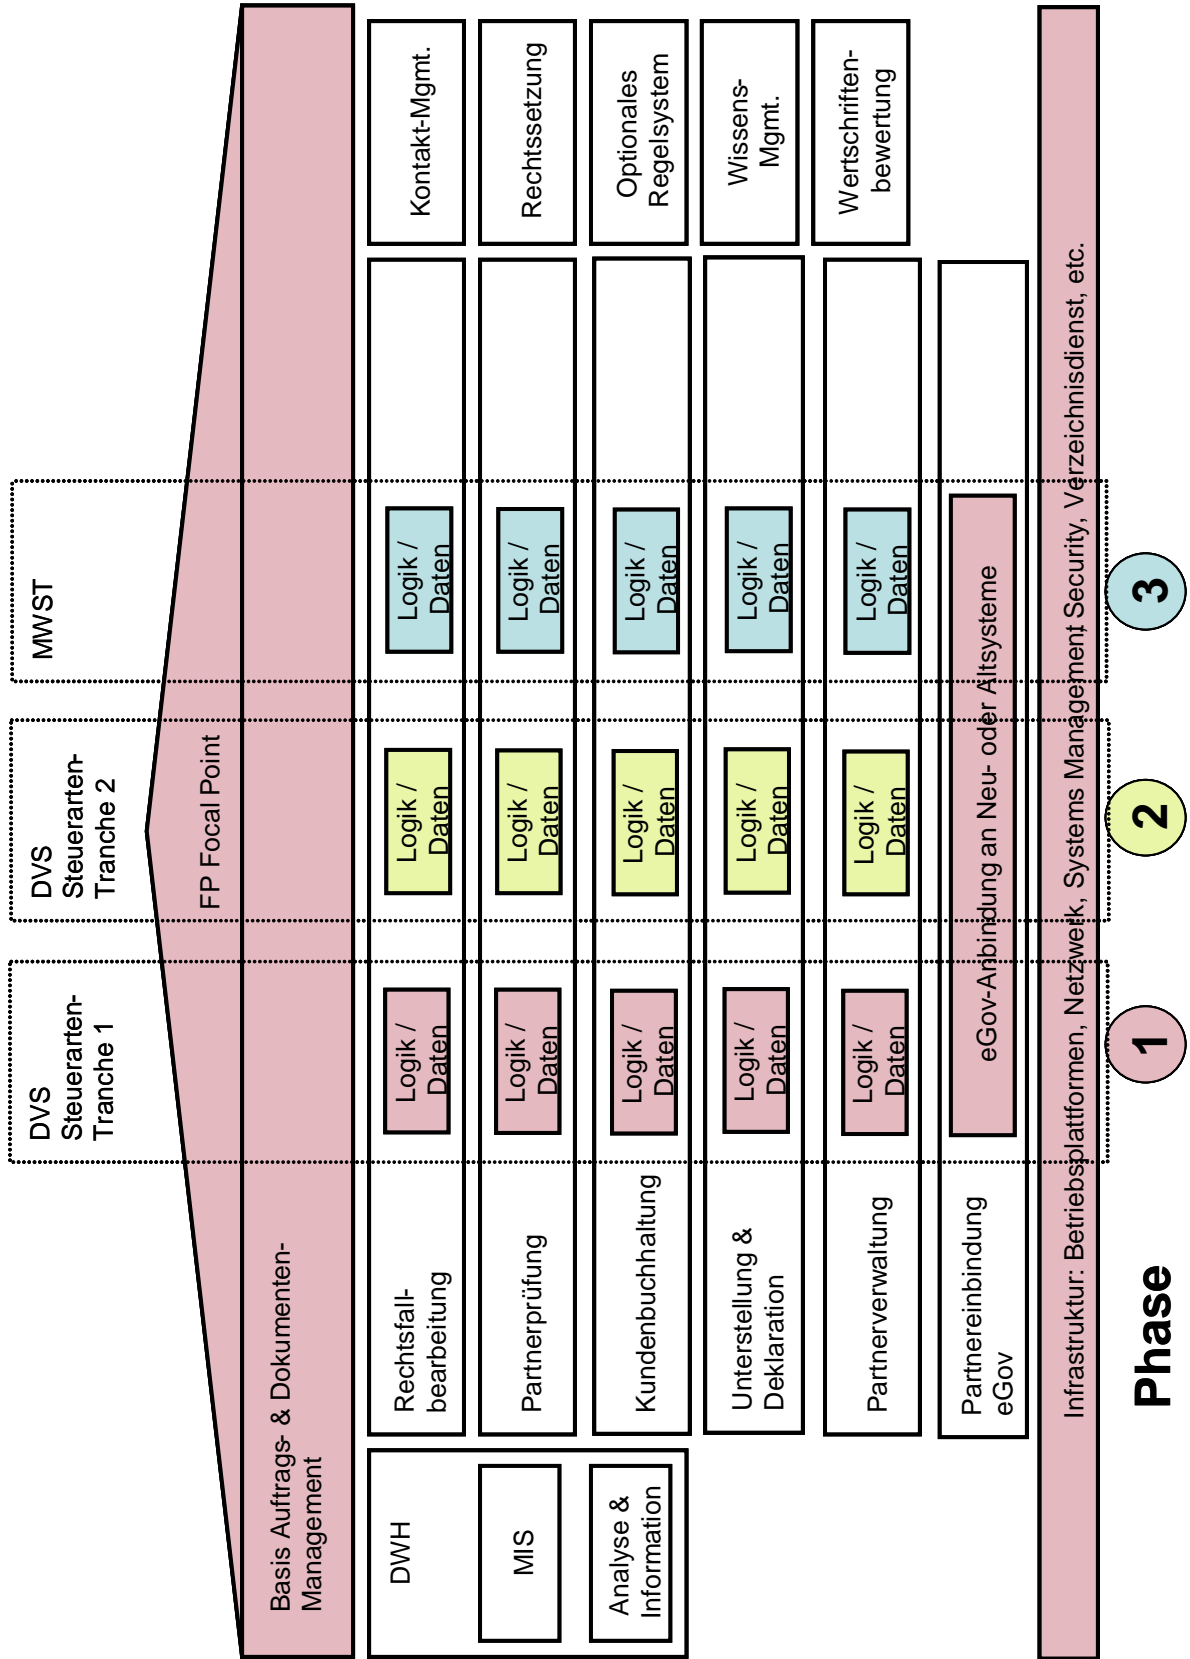 DVS
Steuerarten-
Tranche 1
DVS
Steuerarten-
Tranche 2
MWST
FP Focal Point
Basis Auftrags- & Dokumenten-
Management
DWH
MIS
Analyse &
Information
Rechtsfall-
bearbeitung
Logik /
Daten
Logik /
Daten
Logik /
Daten
Kontakt-Mgmt.
Partnerprüfung
Logik /
Daten
Logik /
Daten
Logik /
Daten
Rechtssetzung
Kundenbuchhaltung
Logik /
Daten
Logik /
Daten
Logik /
Daten
Optionales
Regelsystem
Unterstellung &
Deklaration
Logik /
Daten
Logik /
Daten
Logik /
Daten
Wissens-
Mgmt.
Partnerverwaltung
Logik /
Daten
Logik /
Daten
Logik /
Daten
Wertschriften-
bewertung
Partnereinbindung
eGov
eGov-Anbindung an Neu- oder Altsysteme
Infrastruktur: Betriebsplattformen, Netzwerk, Systems Management, Security, Verzeichnisdienst, etc.
Phase
1
2
3